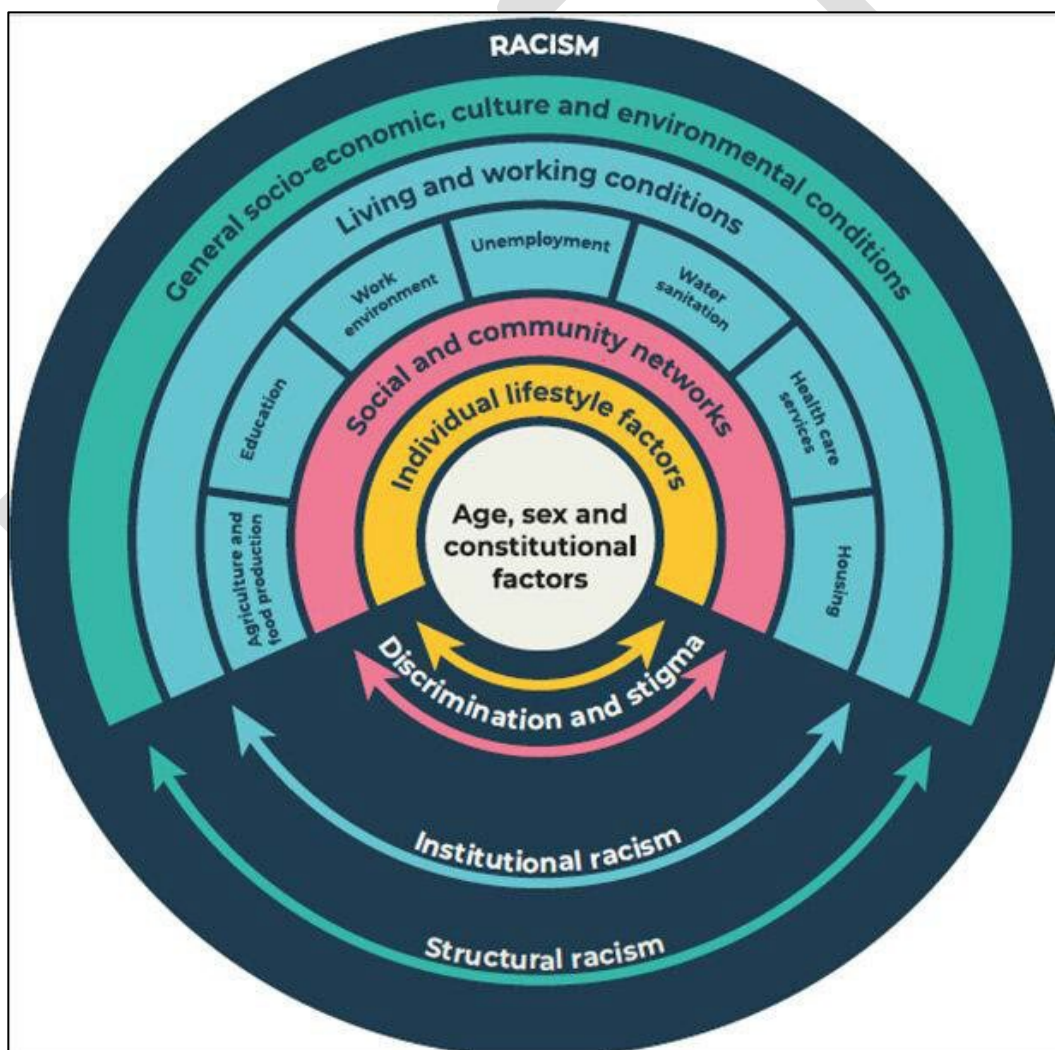 RACISM
General socio-economic, culture and environmental conditions
Living and working conditions
Agriculture and
food production
Education
Work
environment
Unemployment
Water
sanitation
Health care
services
Housing
Social and community networks
Individual lifestyle factors
Age, sex and
constitutional
factors
Discrimination and stigma
Institutional racism
Structural racism